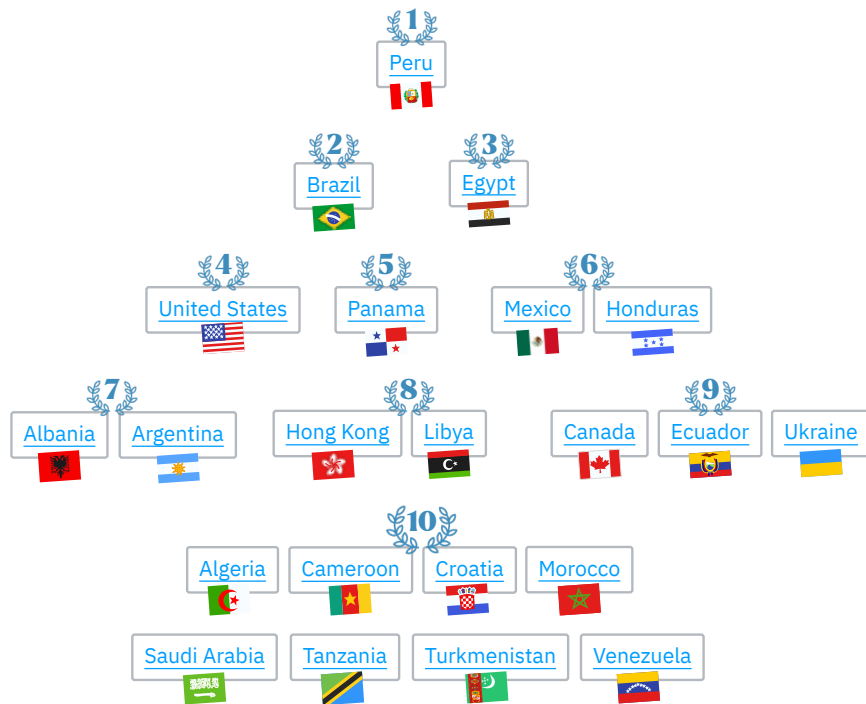 1
Peru
2 3
Brazil Egypt
4 5 6
United States Panama Mexico Honduras
7 8 9
Albania Argentina Hong Kong Libya Canada Ecuador Ukraine
10
Algeria Cameroon Croatia Morocco
Saudi Arabia Tanzania Turkmenistan Venezuela